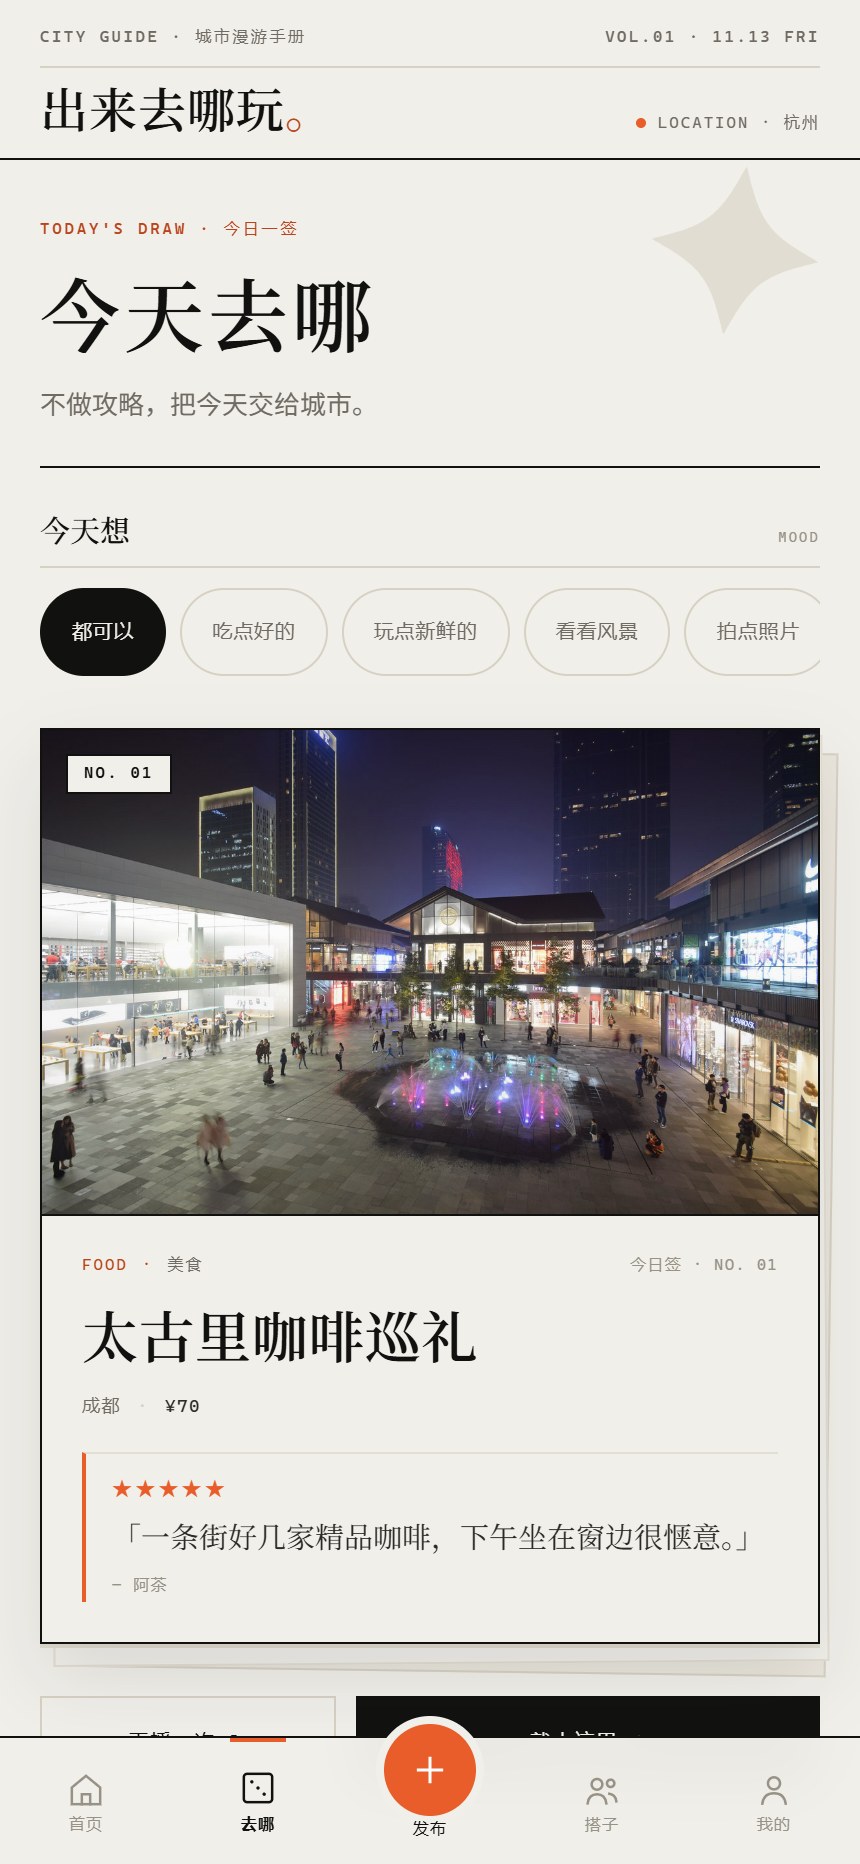 CITY GUIDE · 城市漫游手册
VOL.01 · 11.13 FRI
出来去哪玩。
LOCATION · 杭州
TODAY'S DRAW · 今日一签
今天去哪
不做攻略，把今天交给城市。
今天想
MOOD
都可以
吃点好的
玩点新鲜的
看看风景
拍点照片
NO. 01
FOOD · 美食
今日签 · NO. 01
太古里咖啡巡礼
成都 · ¥70
★★★★★
「一条街好几家精品咖啡，下午坐在窗边很惬意。」
— 阿茶
首页
去哪
发布
搭子
我的